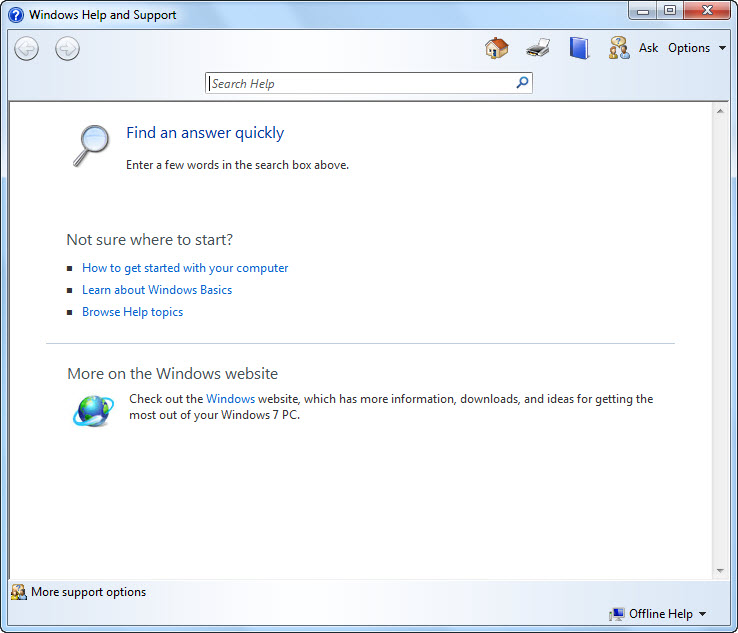 Windows Help and Support
Ask Options
Search Help
Find an answer quickly
Enter a few words in the search box above.
Not sure where to start?
How to get started with your computer
Learn about Windows Basics
Browse Help topics
More on the Windows website
Check out the Windows website, which has more information, downloads, and ideas for getting the
most out of your Windows 7 PC.
More support options
Offline Help